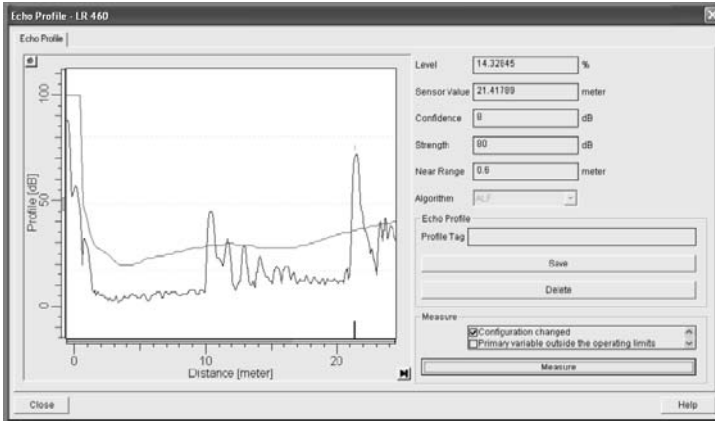 Echo Profile - LR 460
Echo Profile
Level 14.32845 %
Sensor Value 21.41789 meter
Confidence 8 dB
Strength 80 dB
Near Range 0.6 meter
Algorithm ALF
Echo Profile
Profile Tag
Save
Delete
Measure
Configuration changed
Primary variable outside the operating limits
Measure
Profile [dB]
100
50
0
0 10 20
Distance [meter]
Close Help